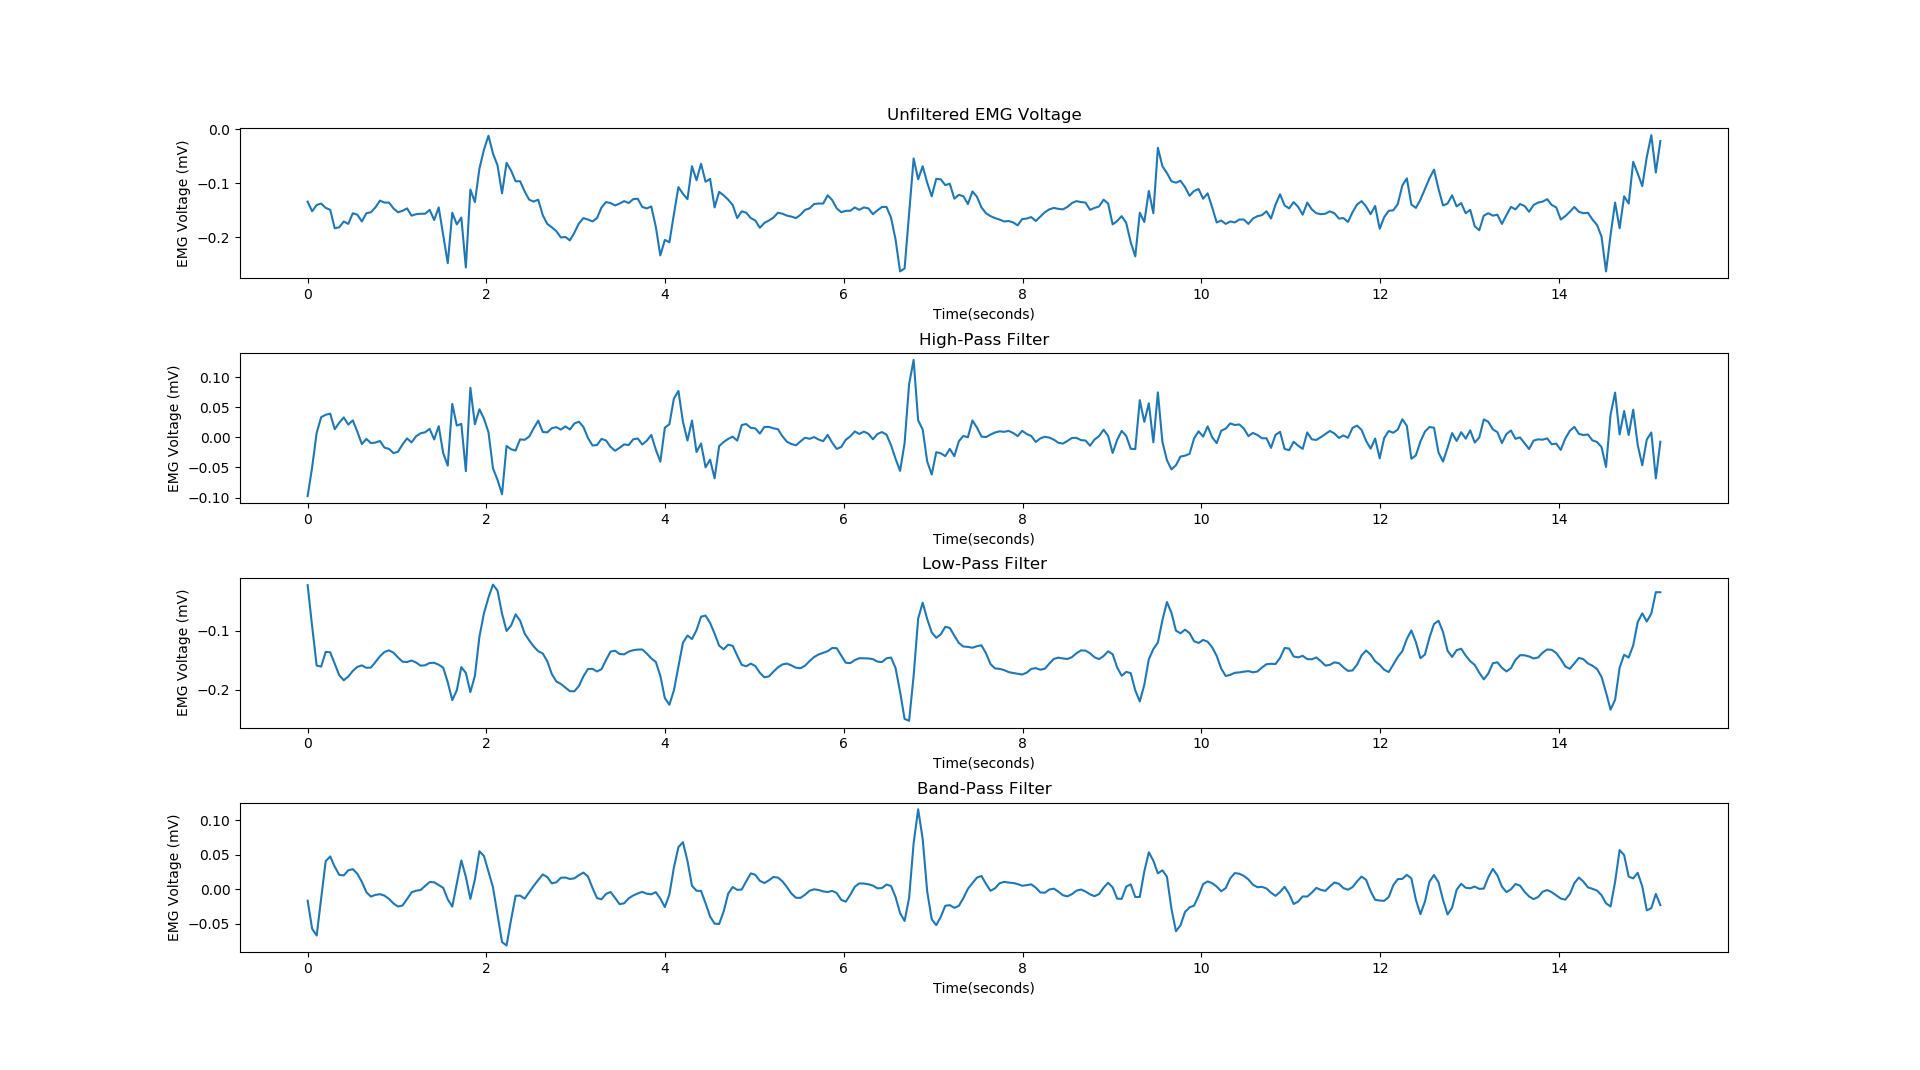 Unfiltered EMG Voltage
EMG Voltage (mV)
0.0
−0.1
−0.2
0 2 4 6 8 10 12 14
Time(seconds)
High-Pass Filter
EMG Voltage (mV)
0.10
0.05
0.00
−0.05
−0.10
0 2 4 6 8 10 12 14
Time(seconds)
Low-Pass Filter
EMG Voltage (mV)
−0.1
−0.2
0 2 4 6 8 10 12 14
Time(seconds)
Band-Pass Filter
EMG Voltage (mV)
0.10
0.05
0.00
−0.05
0 2 4 6 8 10 12 14
Time(seconds)